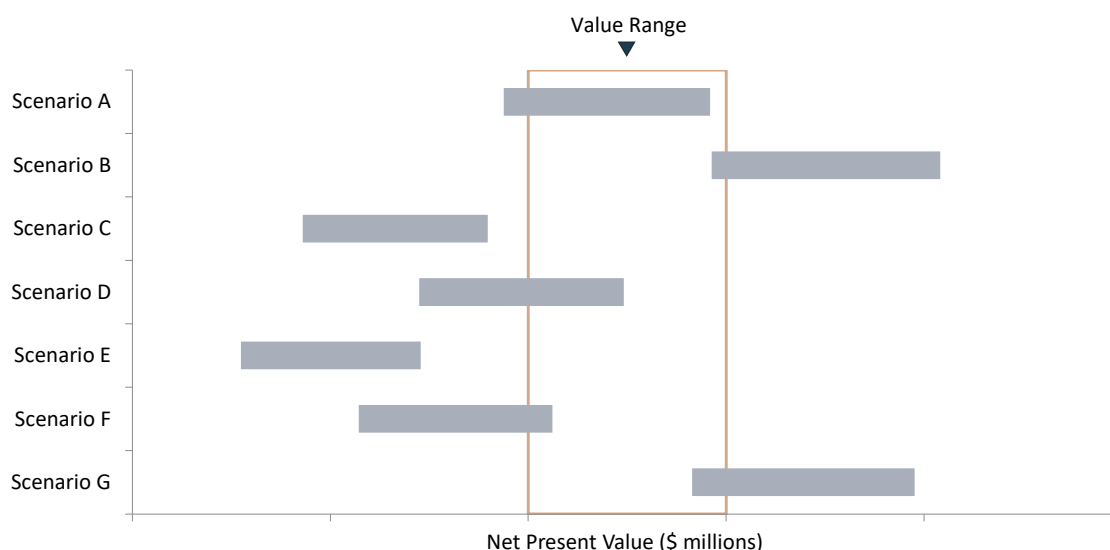 Value Range
Scenario A
Scenario B
Scenario C
Scenario D
Scenario E
Scenario F
Scenario G
Net Present Value ($ millions)